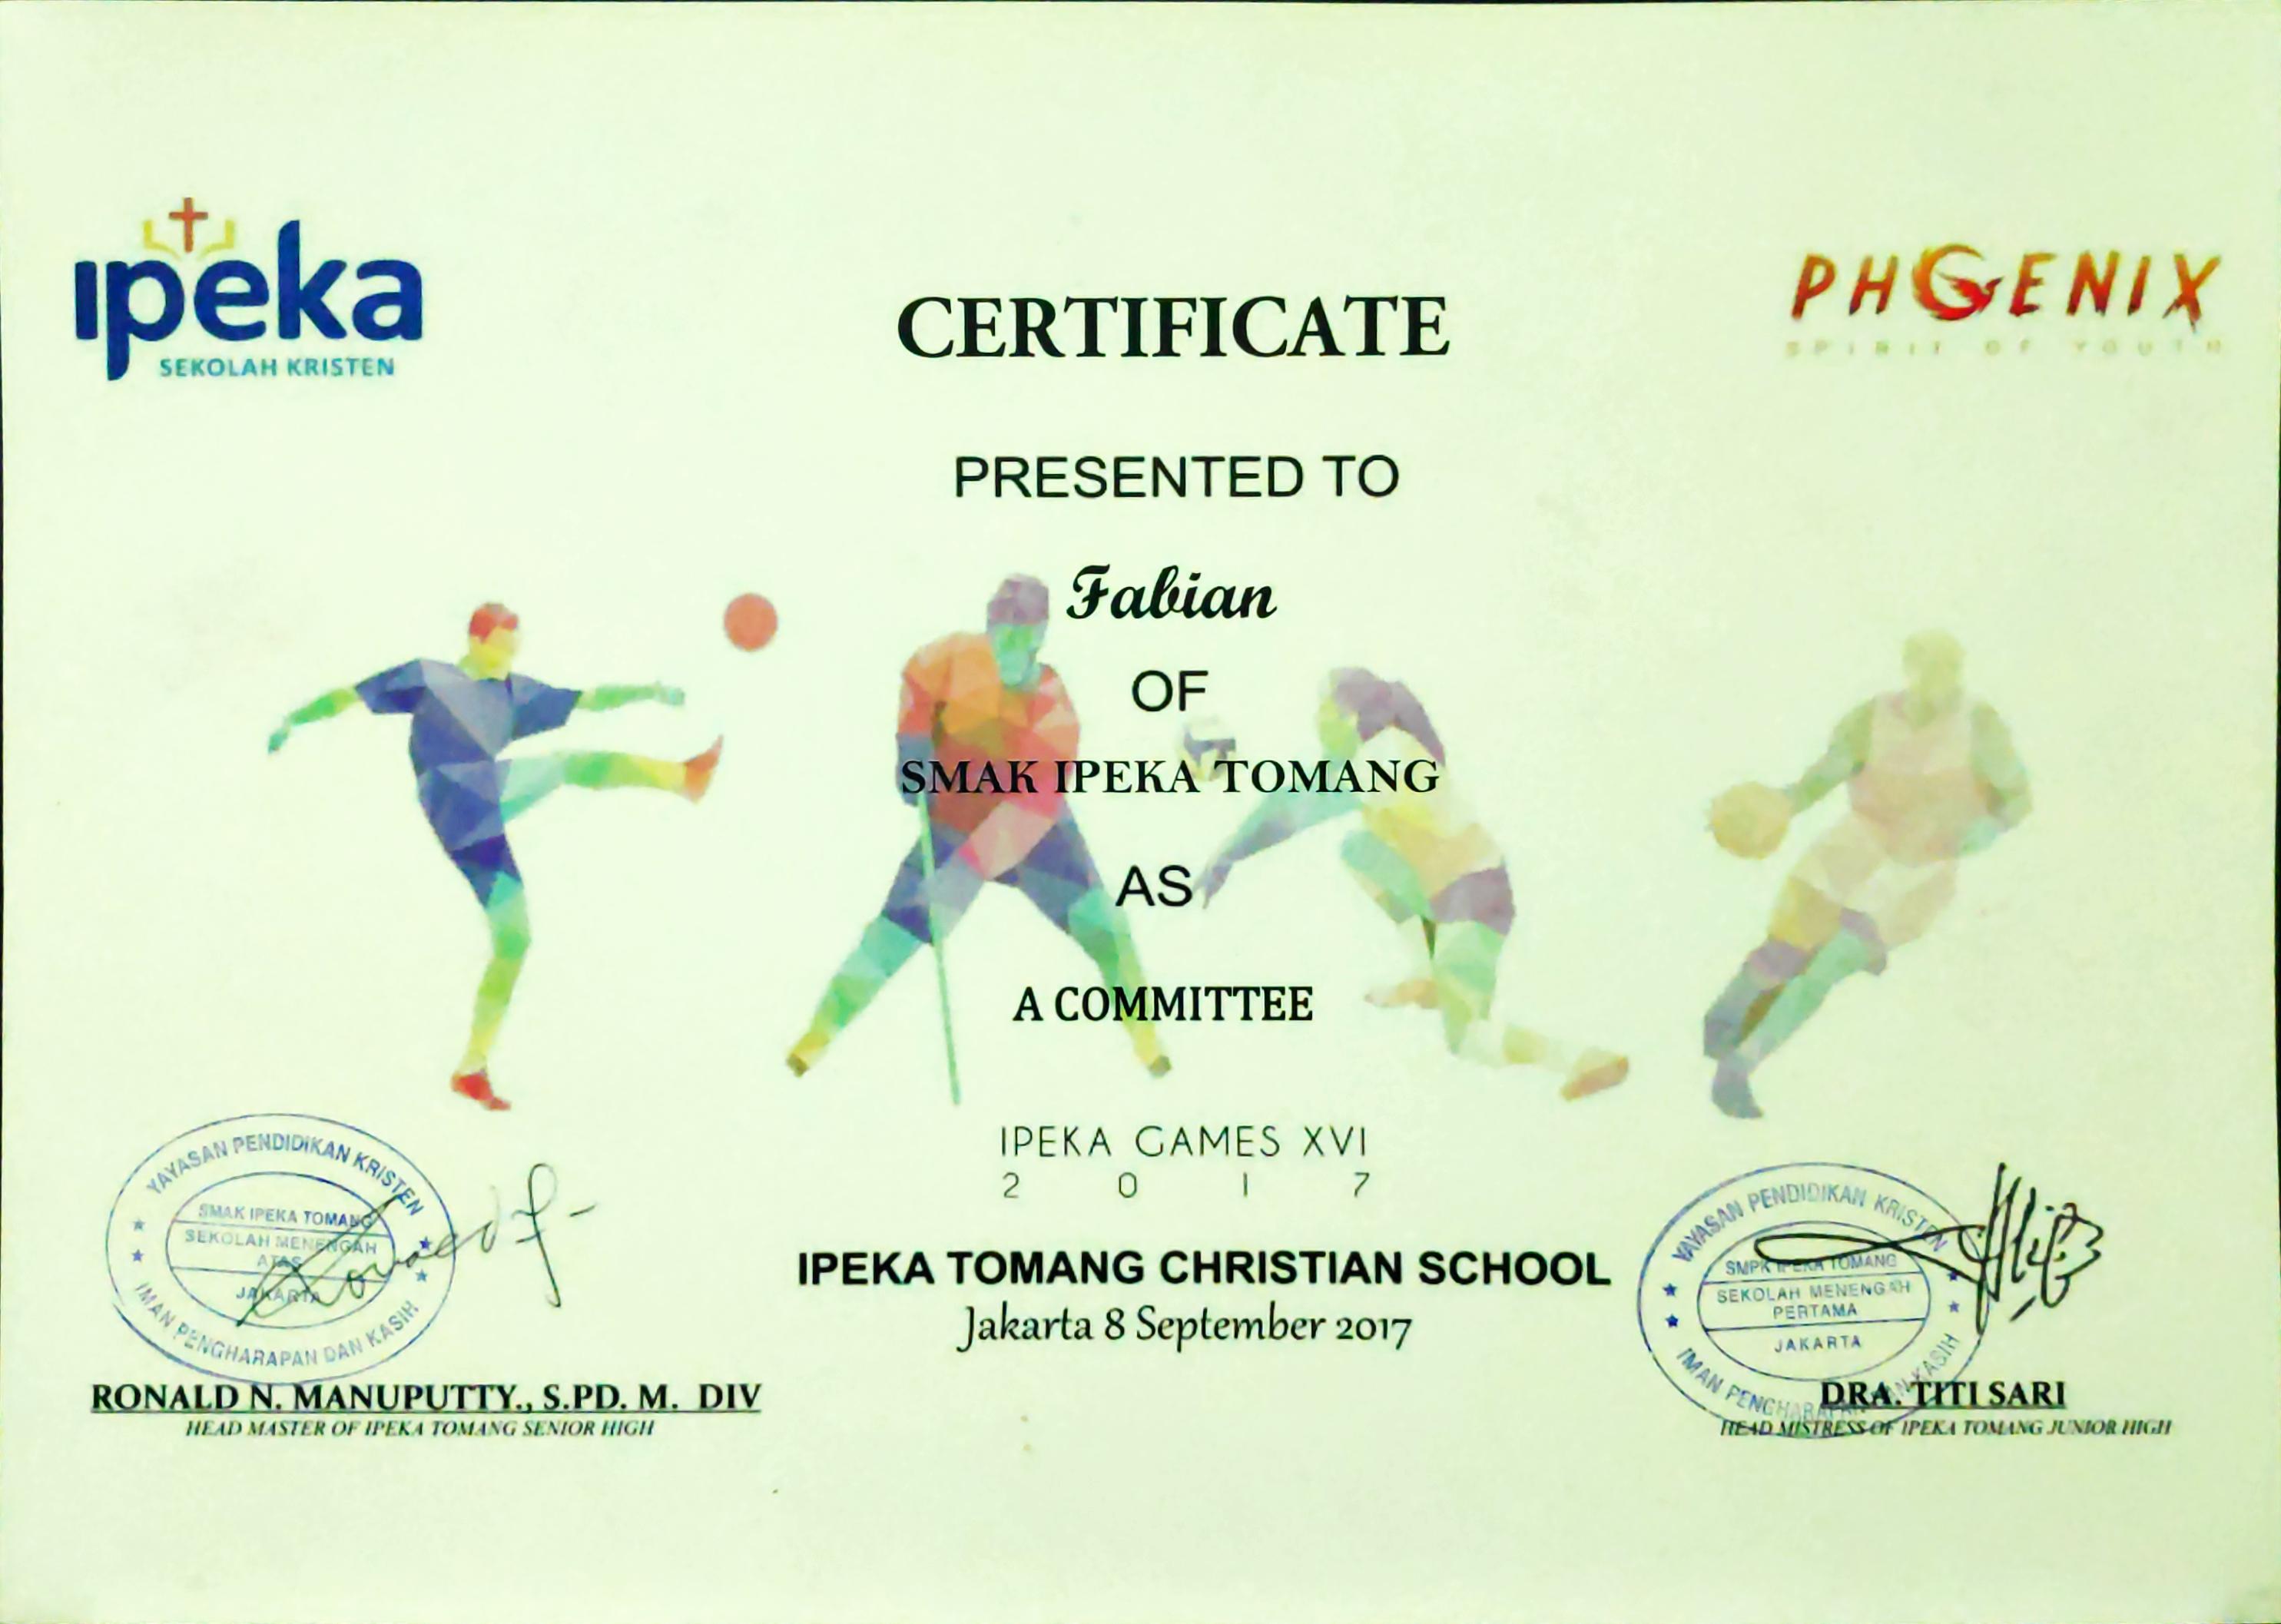 ipeka
SEKOLAH KRISTEN
PHOENIX
SPIRIT OF YOUTH
CERTIFICATE
PRESENTED TO
Fabian
OF
SMAK IPEKA TOMANG
AS
A COMMITTEE
IPEKA GAMES XVI
2017
IPEKA TOMANG CHRISTIAN SCHOOL
Jakarta 8 September 2017
YAYASAN PENDIDIKAN KRISTEN
SMAK IPEKA TOMANG
SEKOLAH MENENGAH
ATAS
JAKARTA
IMAN PENGHARAPAN DAN KASIH
RONALD N. MANUPUTTY., S.PD. M. DIV
HEAD MASTER OF IPEKA TOMANG SENIOR HIGH
YAYASAN PENDIDIKAN KRISTEN
SMPK IPEKA TOMANG
SEKOLAH MENENGAH
PERTAMA
JAKARTA
IMAN PENGHARAPAN DAN KASIH
DRA. TITI SARI
HEAD MISTRESS OF IPEKA TOMANG JUNIOR HIGH